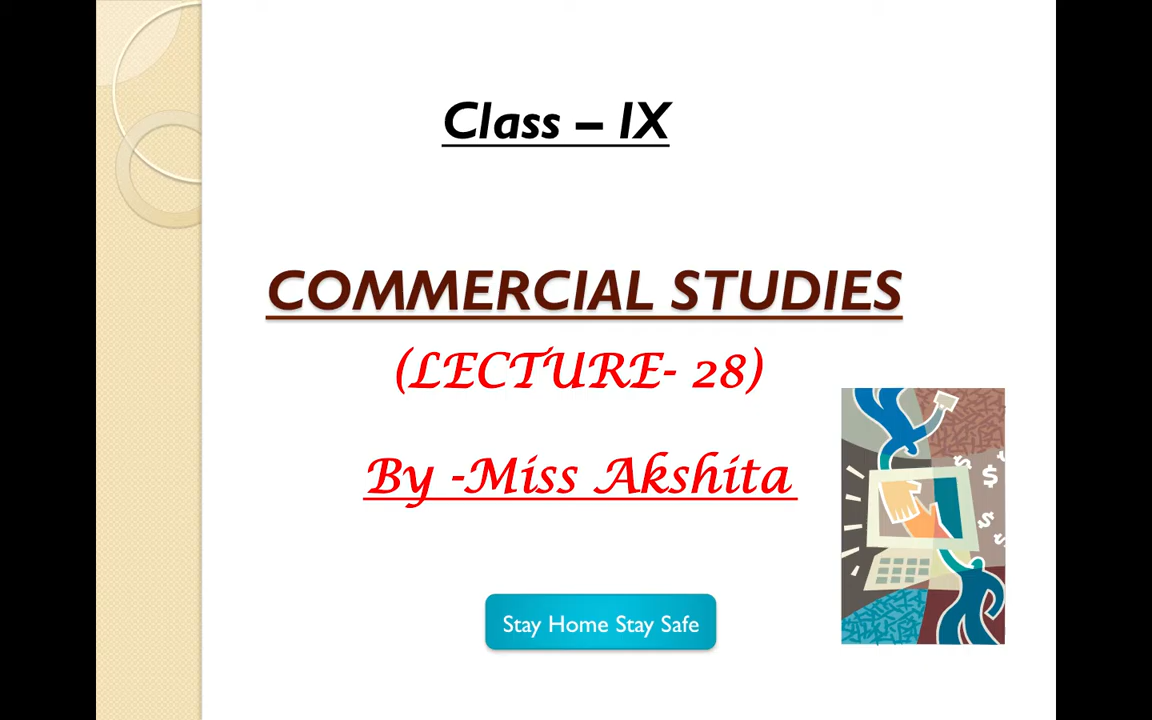 Class – IX
COMMERCIAL STUDIES
(LECTURE- 28)
By -Miss Akshita
Stay Home Stay Safe